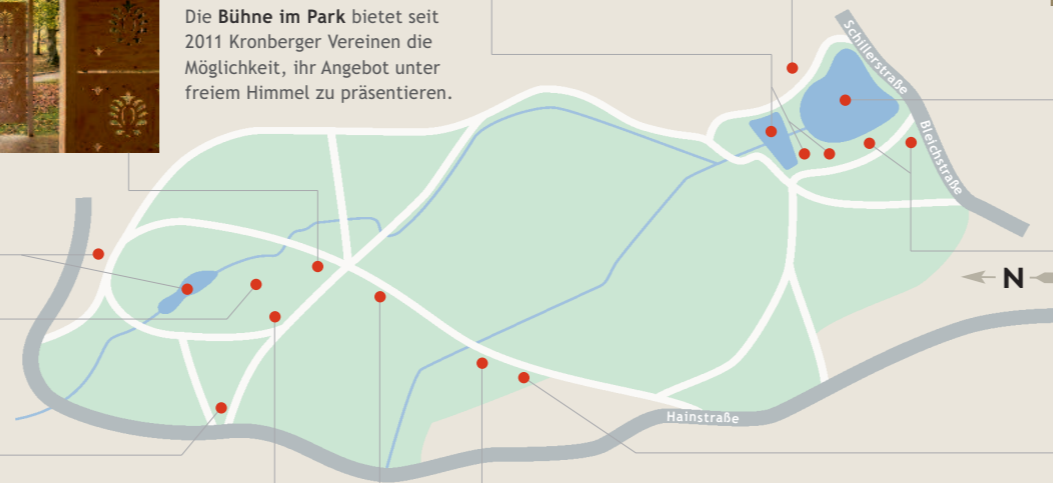 Die Bühne im Park bietet seit
2011 Kronberger Vereinen die
Möglichkeit, ihr Angebot unter
freiem Himmel zu präsentieren.
Schillerstraße
Bleichstraße
N
Hainstraße